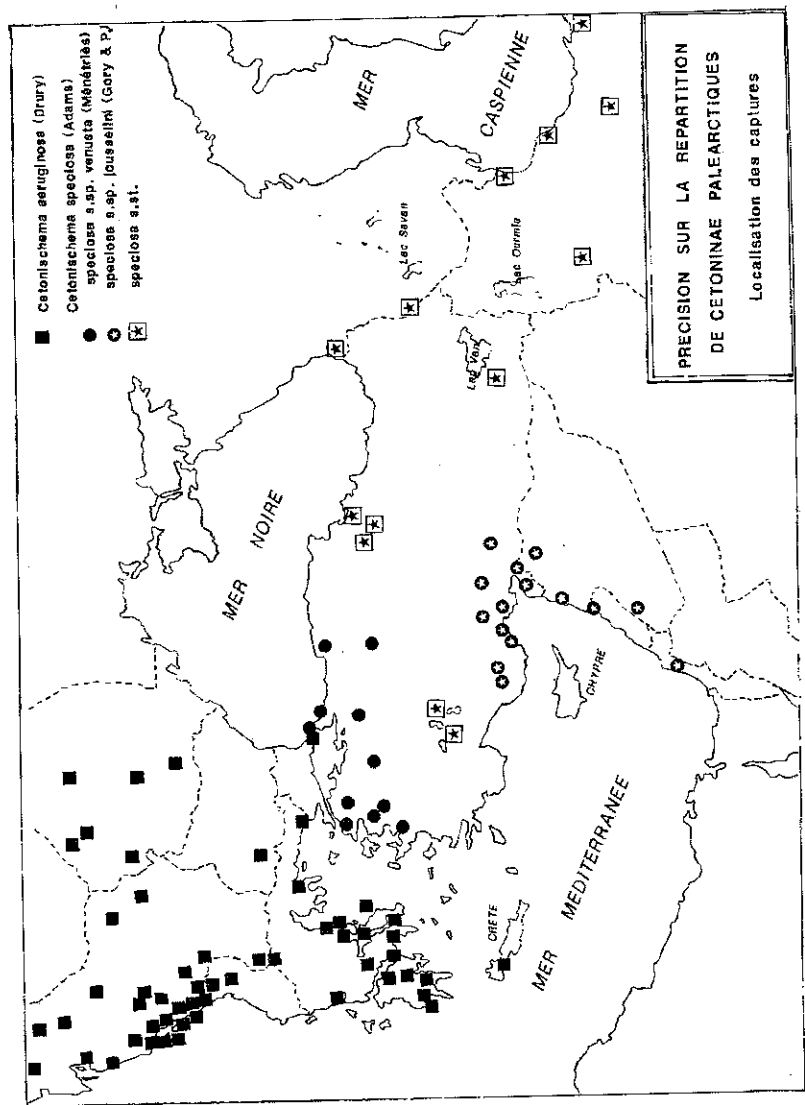 Cetonischema aeruginosa (Drury)
Cetonischema speciosa (Adams)
speciosa s.sp. venusta (Ménétriès)
speciosa s.sp. jousselini (Gory & P)
speciosa s.st.
MER NOIRE
MER CASPIENNE
Lac Sevan
Lac Ourmia
Lac Van
CHYPRE
CRETE
MER MEDITERRANEE
PRECISION SUR LA REPARTITION
DE CETONINAE PALEARCTIQUES
Localisation des captures